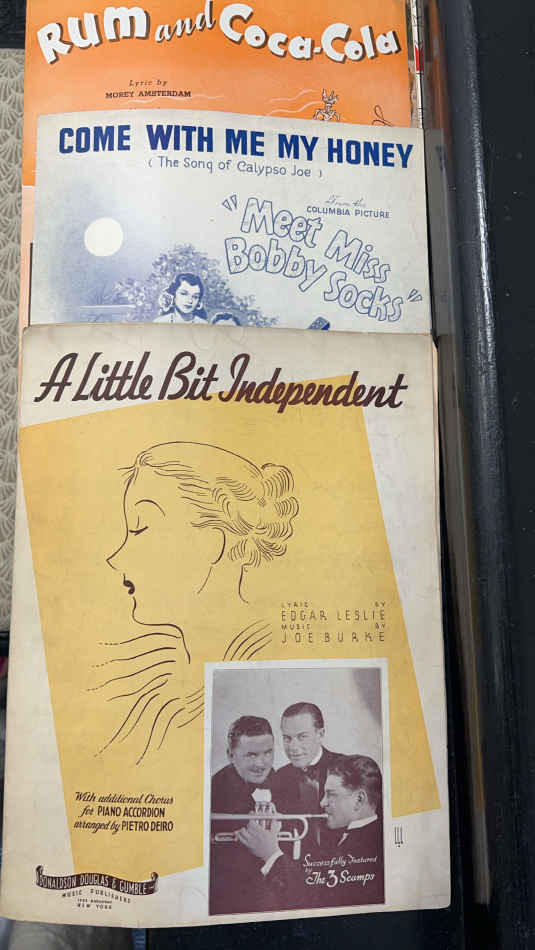 RUM and COCA-COLA
Lyric by
MOREY AMSTERDAM
COME WITH ME MY HONEY
( The Song of Calypso Joe )
From the
COLUMBIA PICTURE
"Meet Miss
Bobby Socks"
A Little Bit Independent
LYRIC BY
EDGAR LESLIE
MUSIC BY
JOE BURKE
With additional Chorus
for PIANO ACCORDION
arranged by PIETRO DEIRO
Successfully Featured
by The 3 Scamps
DONALDSON DOUGLAS & GUMBLE
MUSIC PUBLISHERS
NEW YORK